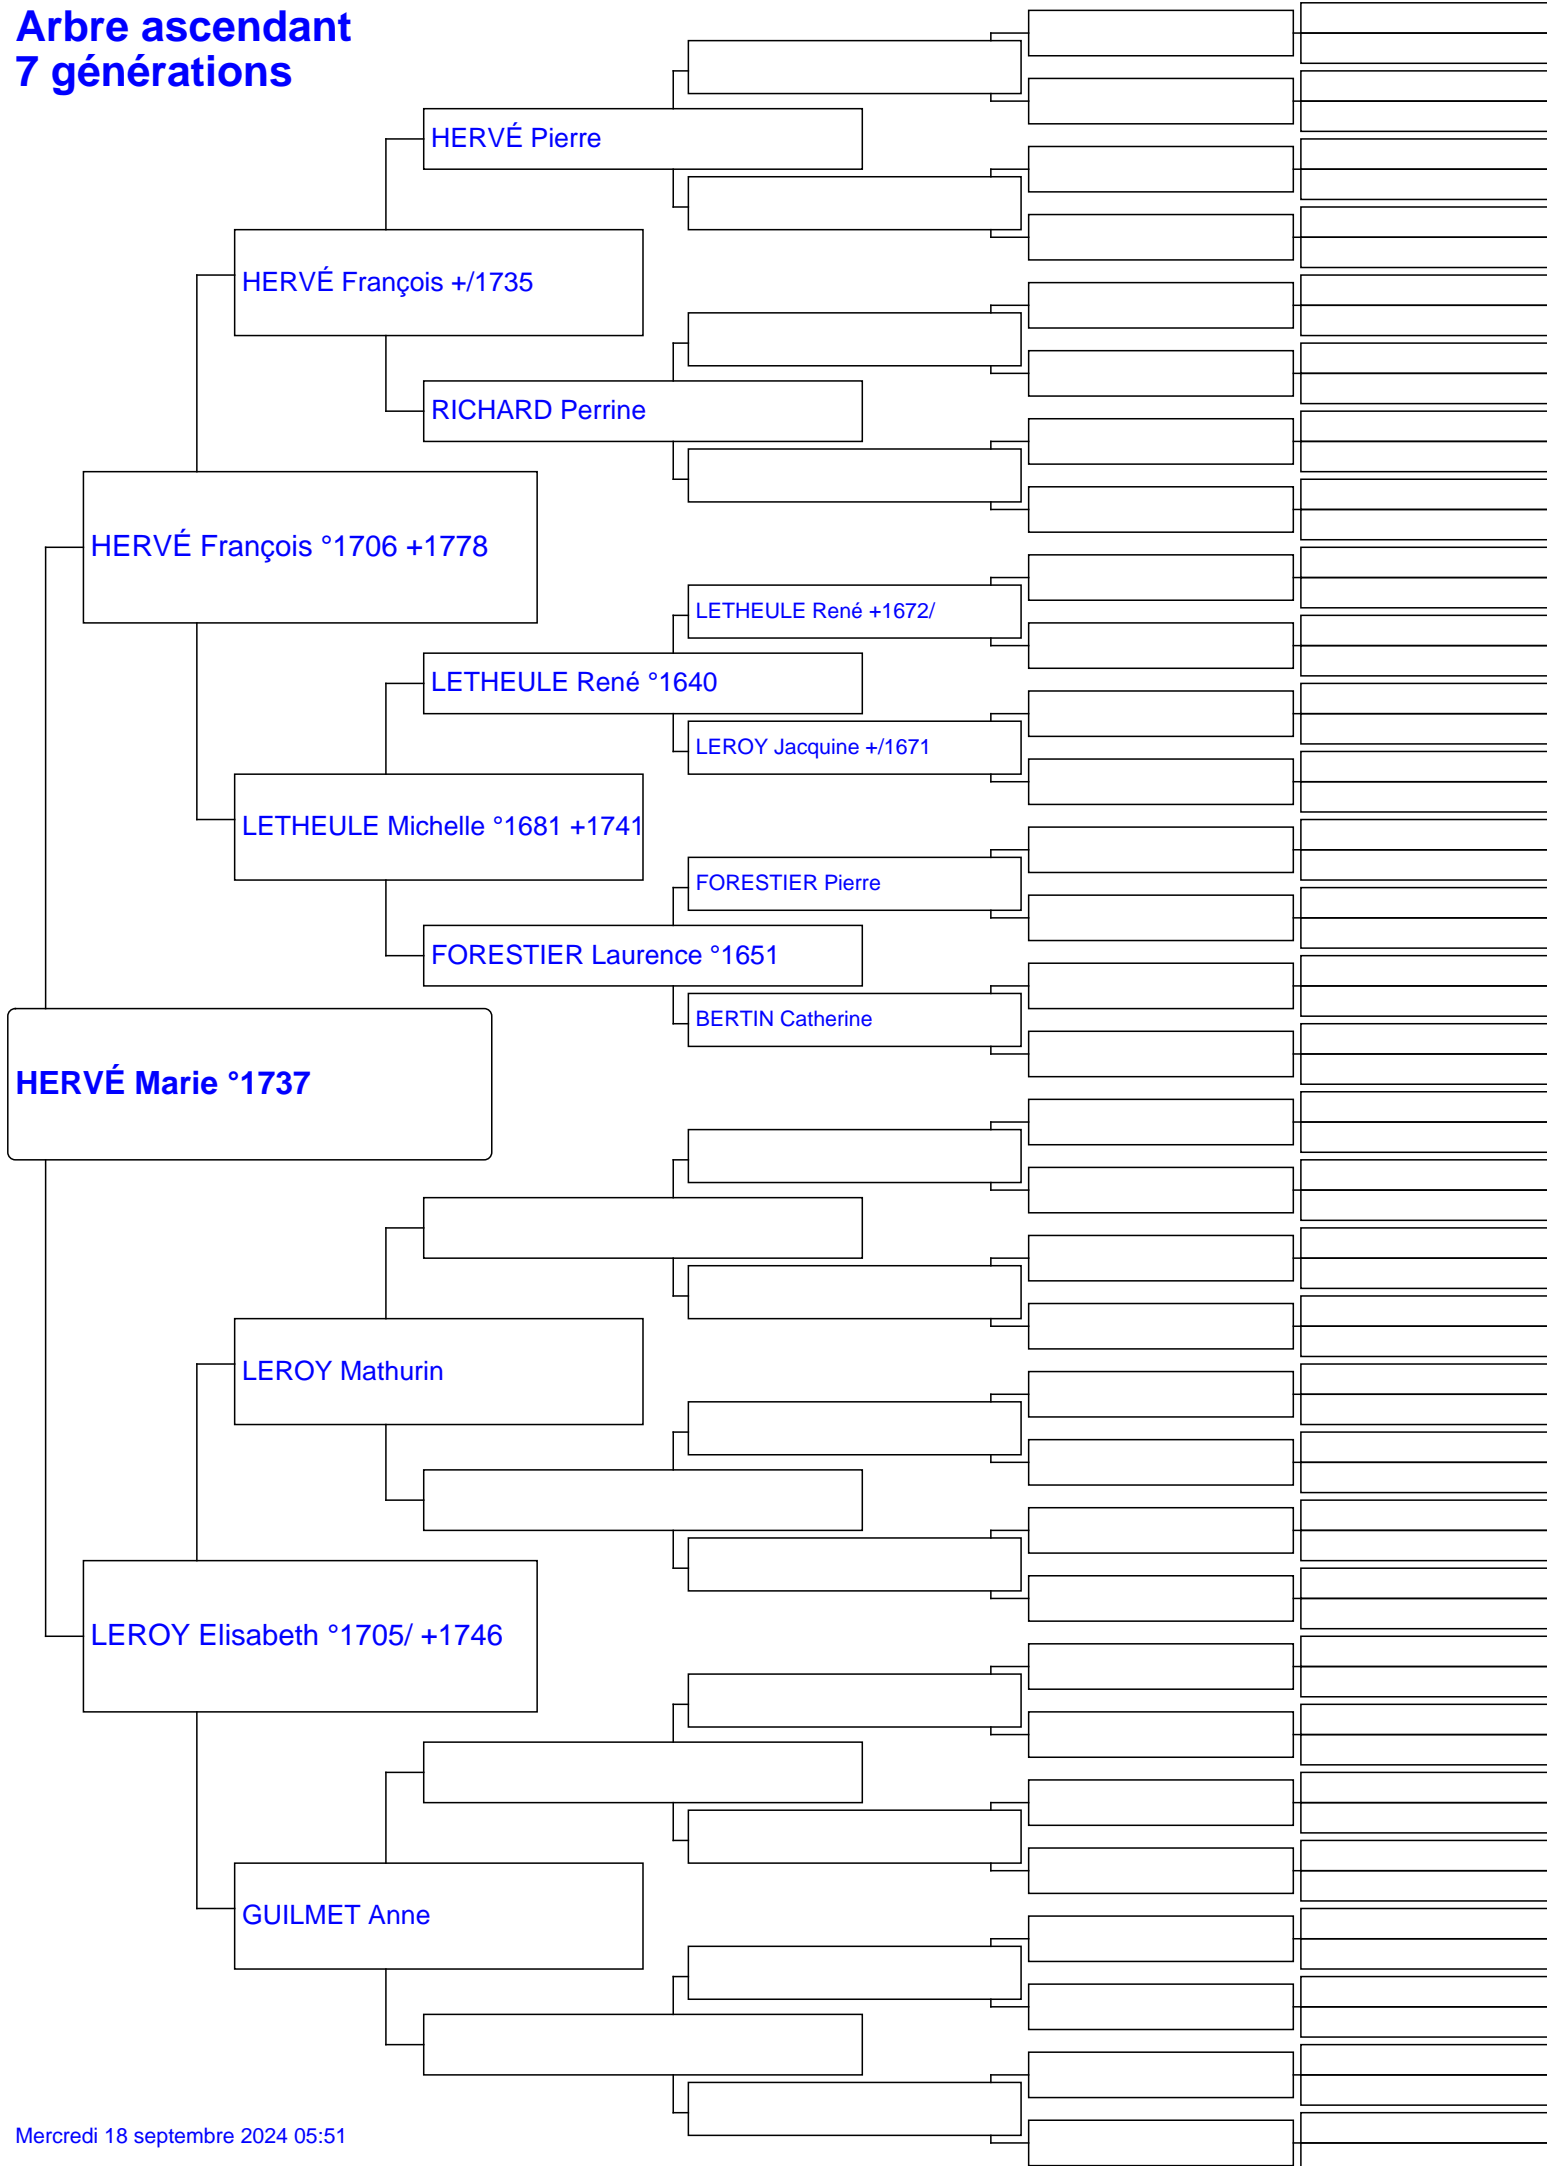 Arbre ascendant
7 générations
HERVÉ Pierre
HERVÉ François +/1735
RICHARD Perrine
HERVÉ François °1706 +1778
LETHEULE René +1672/
LETHEULE René °1640
LEROY Jacquine +/1671
LETHEULE Michelle °1681 +1741
FORESTIER Pierre
FORESTIER Laurence °1651
BERTIN Catherine
HERVÉ Marie °1737
LEROY Mathurin
LEROY Elisabeth °1705/ +1746
GUILMET Anne
Mercredi 18 septembre 2024 05:51